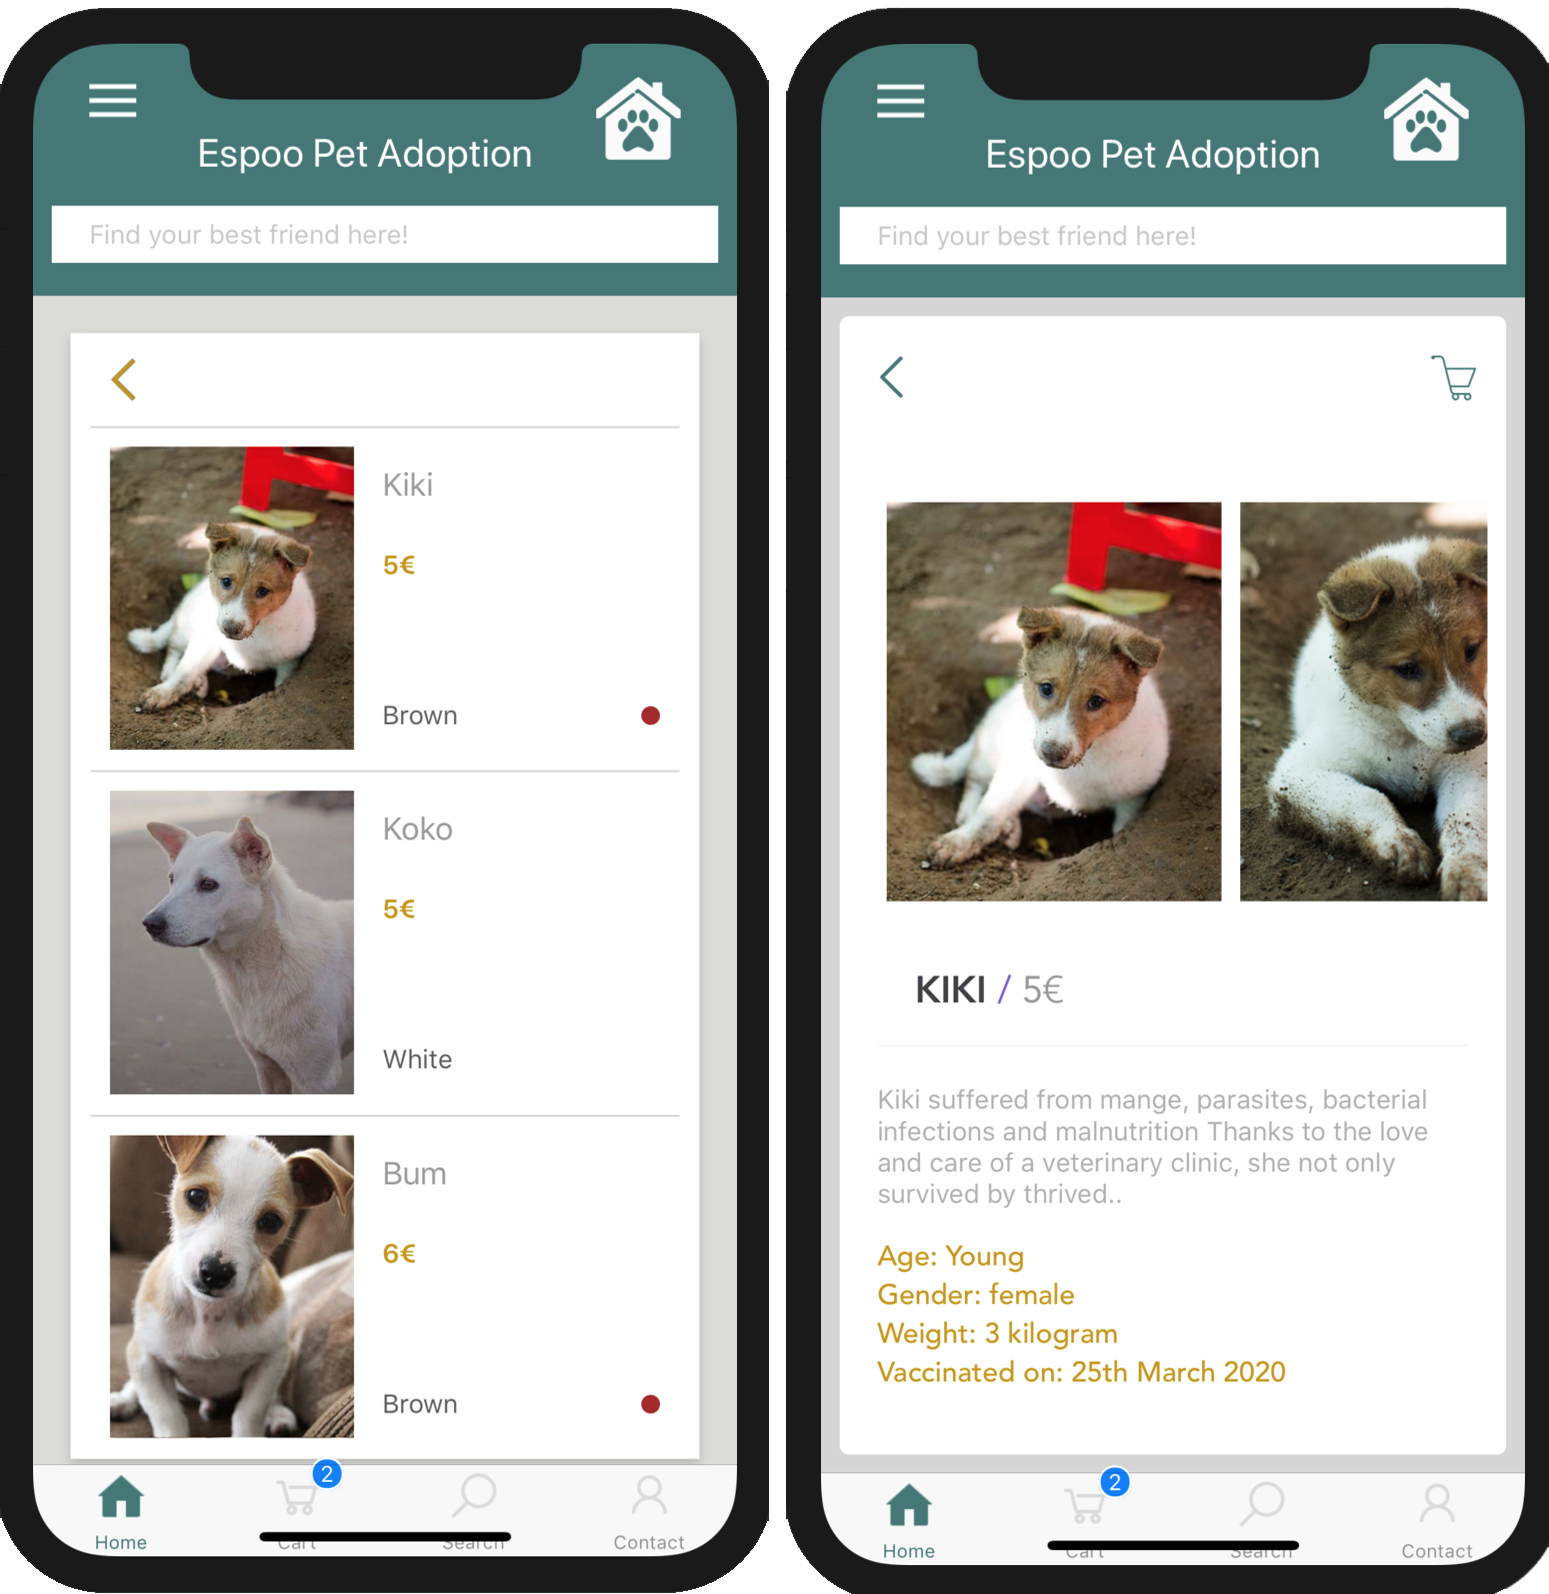 Espoo Pet Adoption
Find your best friend here!
Kiki
5€
Brown
Koko
5€
White
Bum
6€
Brown
2
Home
Cart
Search
Contact
Espoo Pet Adoption
Find your best friend here!
KIKI / 5€
Kiki suffered from mange, parasites, bacterial
infections and malnutrition Thanks to the love
and care of a veterinary clinic, she not only
survived by thrived..
Age: Young
Gender: female
Weight: 3 kilogram
Vaccinated on: 25th March 2020
2
Home
Cart
Search
Contact